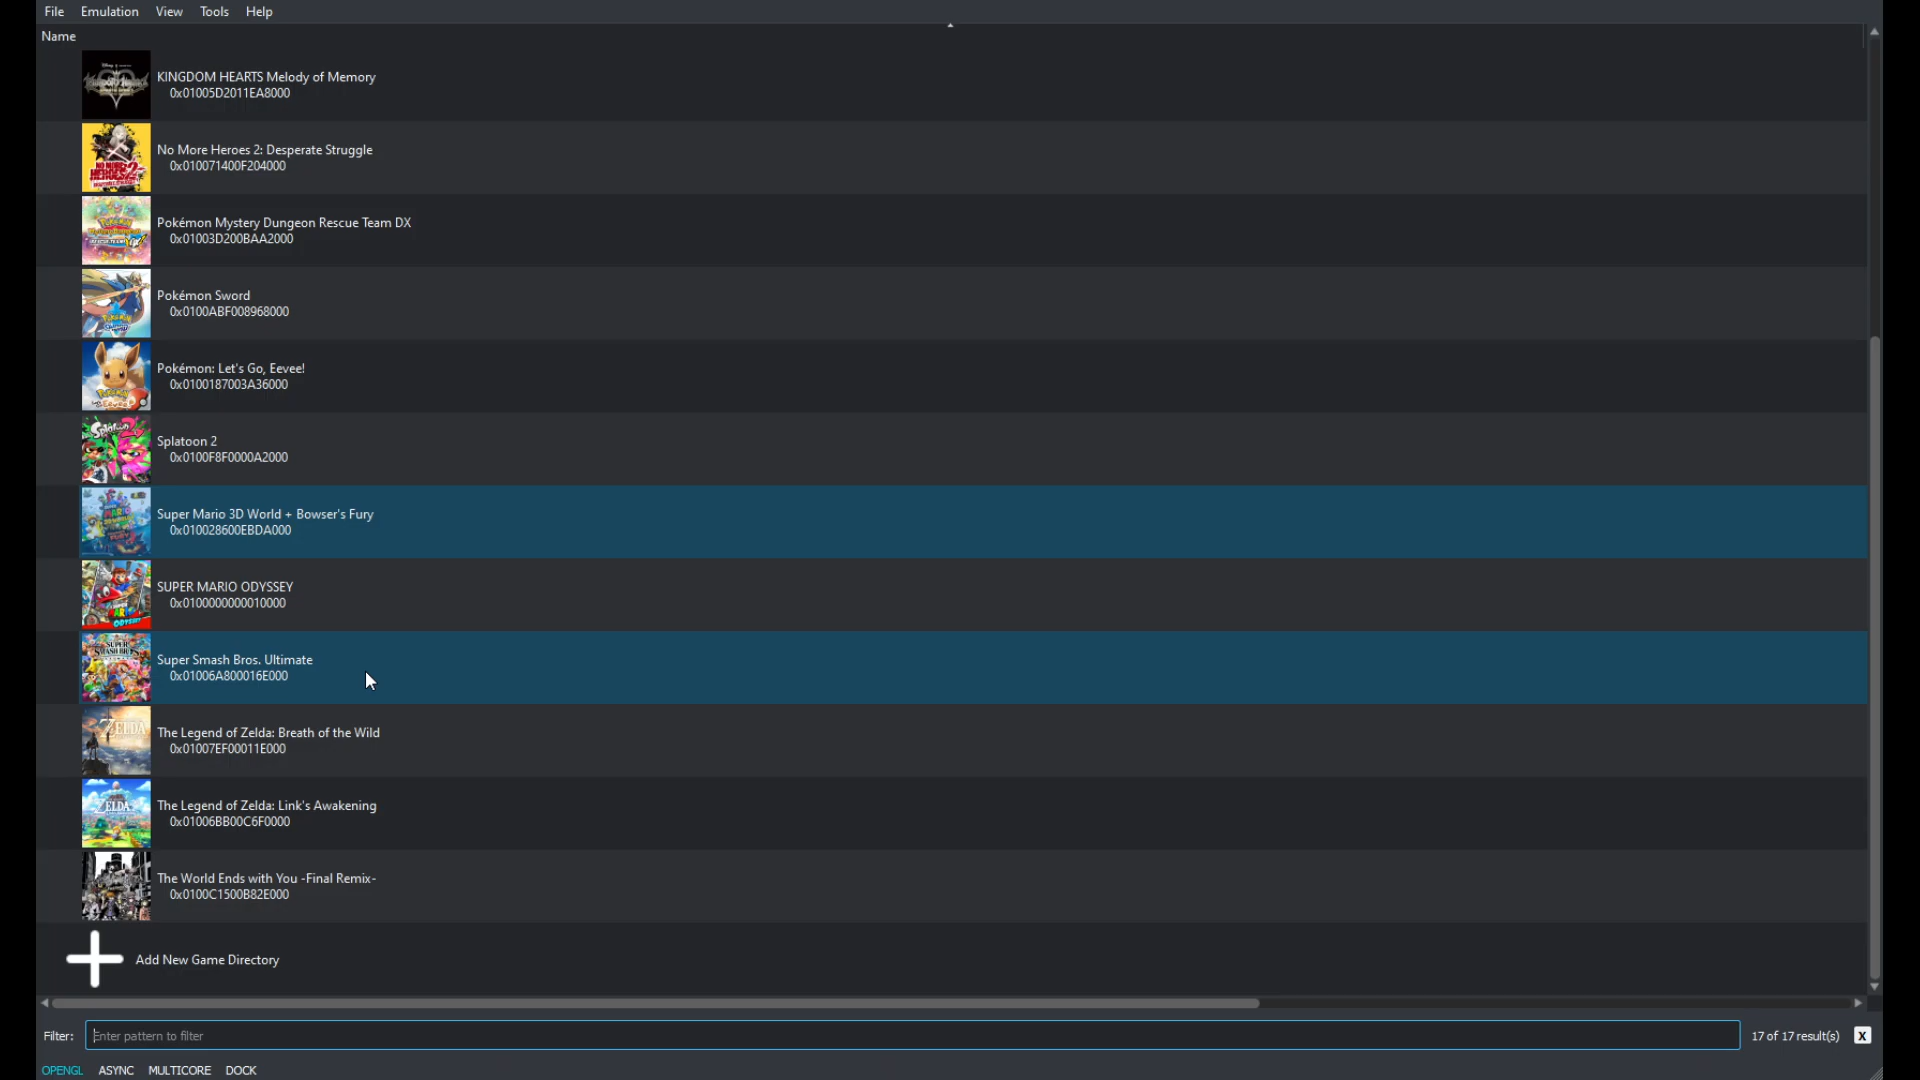 File Emulation View Tools Help
Name
KINGDOM HEARTS Melody of Memory
0x01005D2011EA8000
No More Heroes 2: Desperate Struggle
0x010071400F204000
Pokémon Mystery Dungeon Rescue Team DX
0x01003D200BAA2000
Pokémon Sword
0x0100ABF008968000
Pokémon: Let's Go, Eevee!
0x0100187003A36000
Splatoon 2
0x0100F8F0000A2000
Super Mario 3D World + Bowser's Fury
0x010028600EBDA000
SUPER MARIO ODYSSEY
0x0100000000010000
Super Smash Bros. Ultimate
0x01006A800016E000
The Legend of Zelda: Breath of the Wild
0x01007EF00011E000
The Legend of Zelda: Link's Awakening
0x01006BB00C6F0000
The World Ends with You -Final Remix-
0x0100C1500B82E000
Add New Game Directory
Filter: Enter pattern to filter 17 of 17 result(s) X
OPENGL ASYNC MULTICORE DOCK